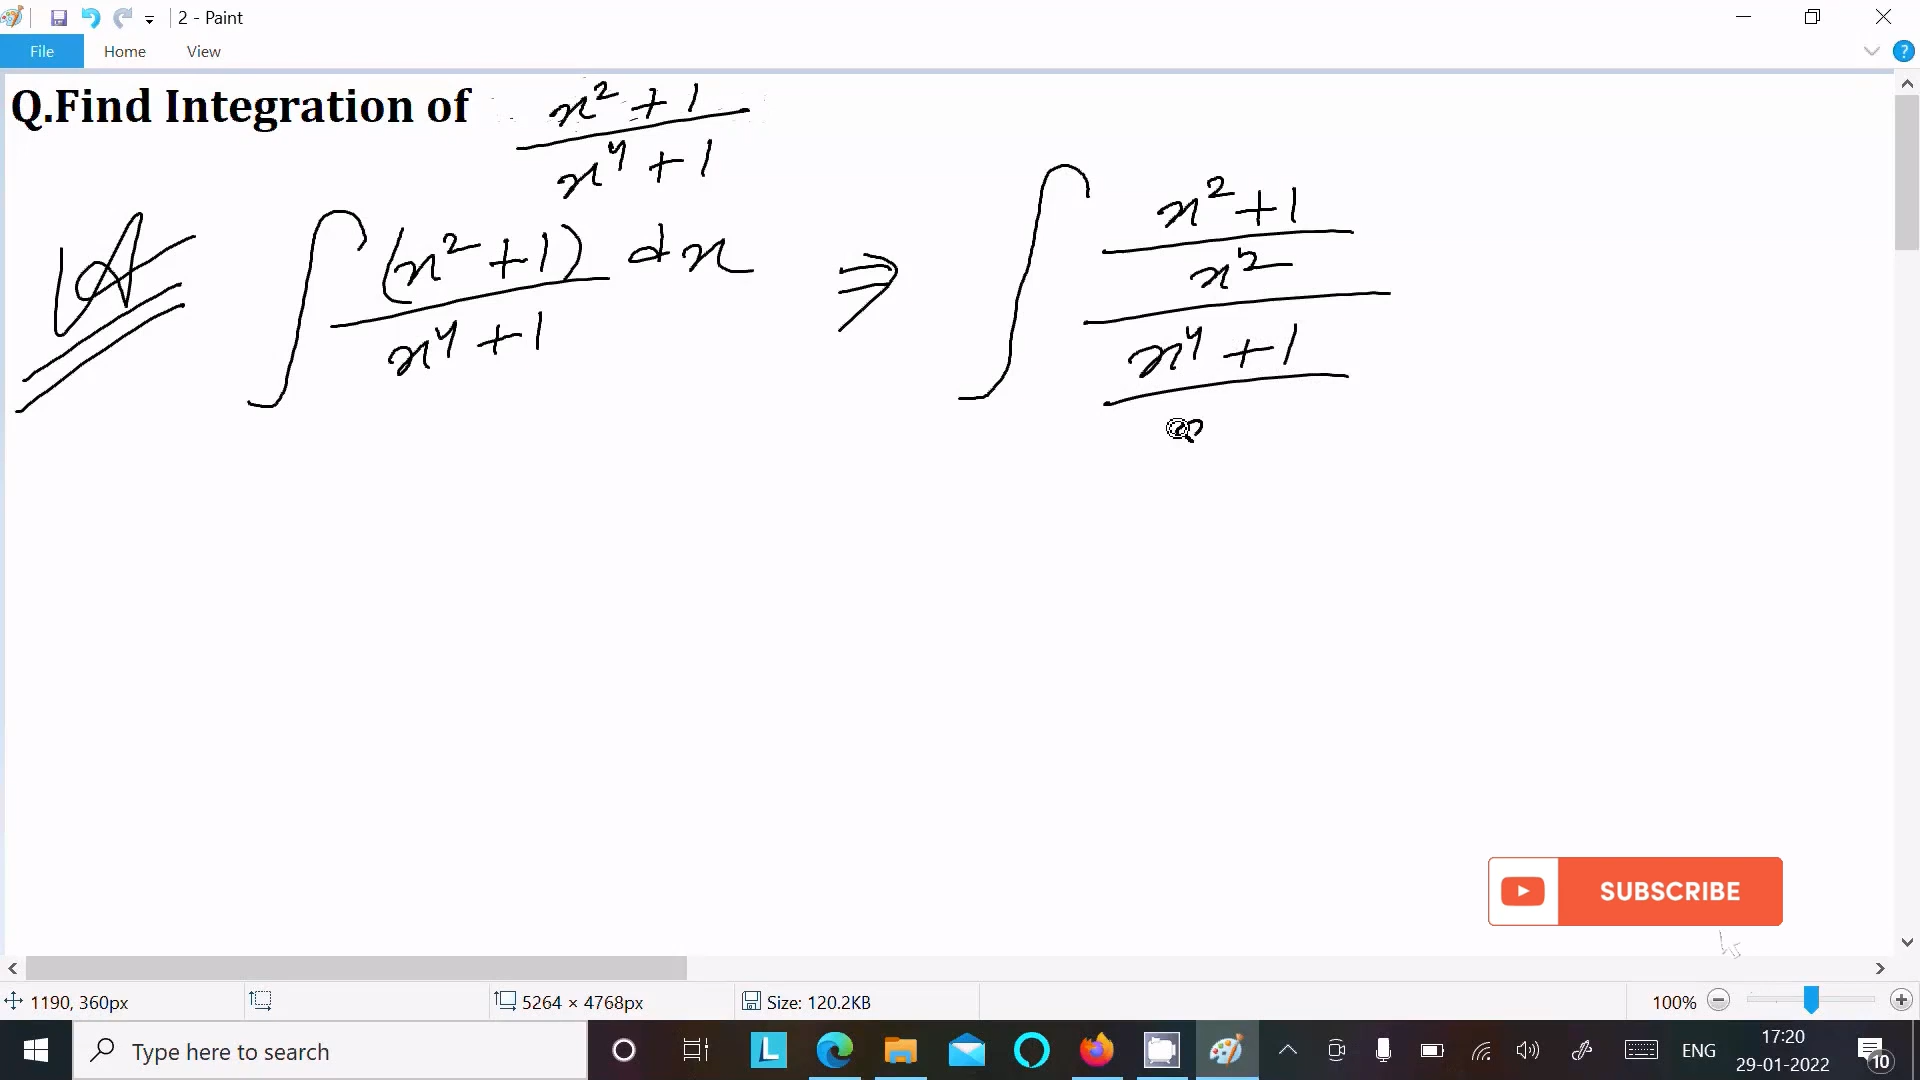 2 - Paint
File Home View
Q.Find Integration of
x² + 1
x⁴ + 1
∫ (x² + 1) dx
x⁴ + 1
⇒ ∫
x² + 1
x²
x⁴ + 1
SUBSCRIBE
1190, 360px
5264 × 4768px
Size: 120.2KB
100%
Type here to search
L
ENG
17:20
29-01-2022
10